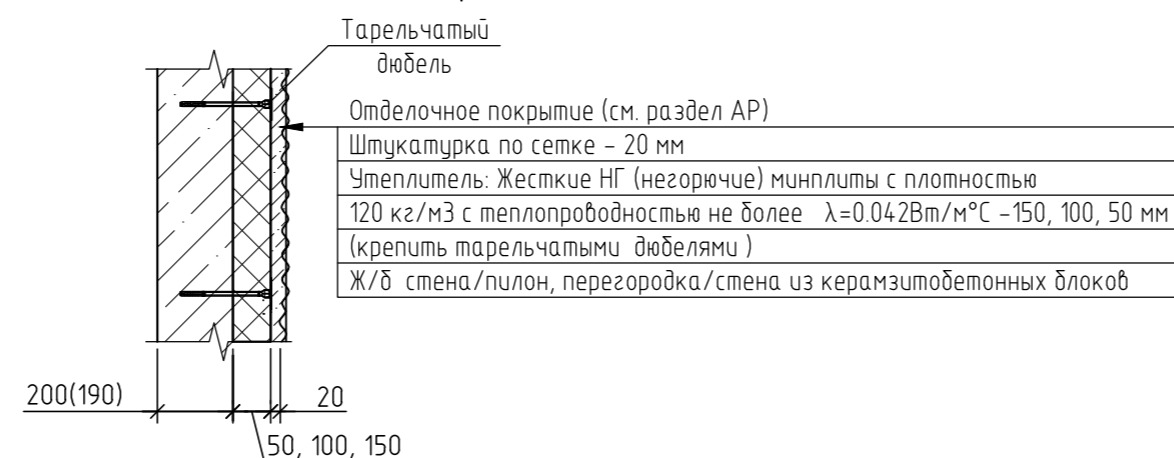 Тарельчатый
дюбель
Отделочное покрытие (см. раздел АР)
Штукатурка по сетке – 20 мм
Утеплитель: Жесткие НГ (негорючие) минплиты с плотностью
120 кг/м3 с теплопроводностью не более λ=0.042Вт/м°С –150, 100, 50 мм
(крепить тарельчатыми дюбелями )
Ж/б стена/пилон, перегородка/стена из керамзитобетонных блоков
200(190)
20
50, 100, 150